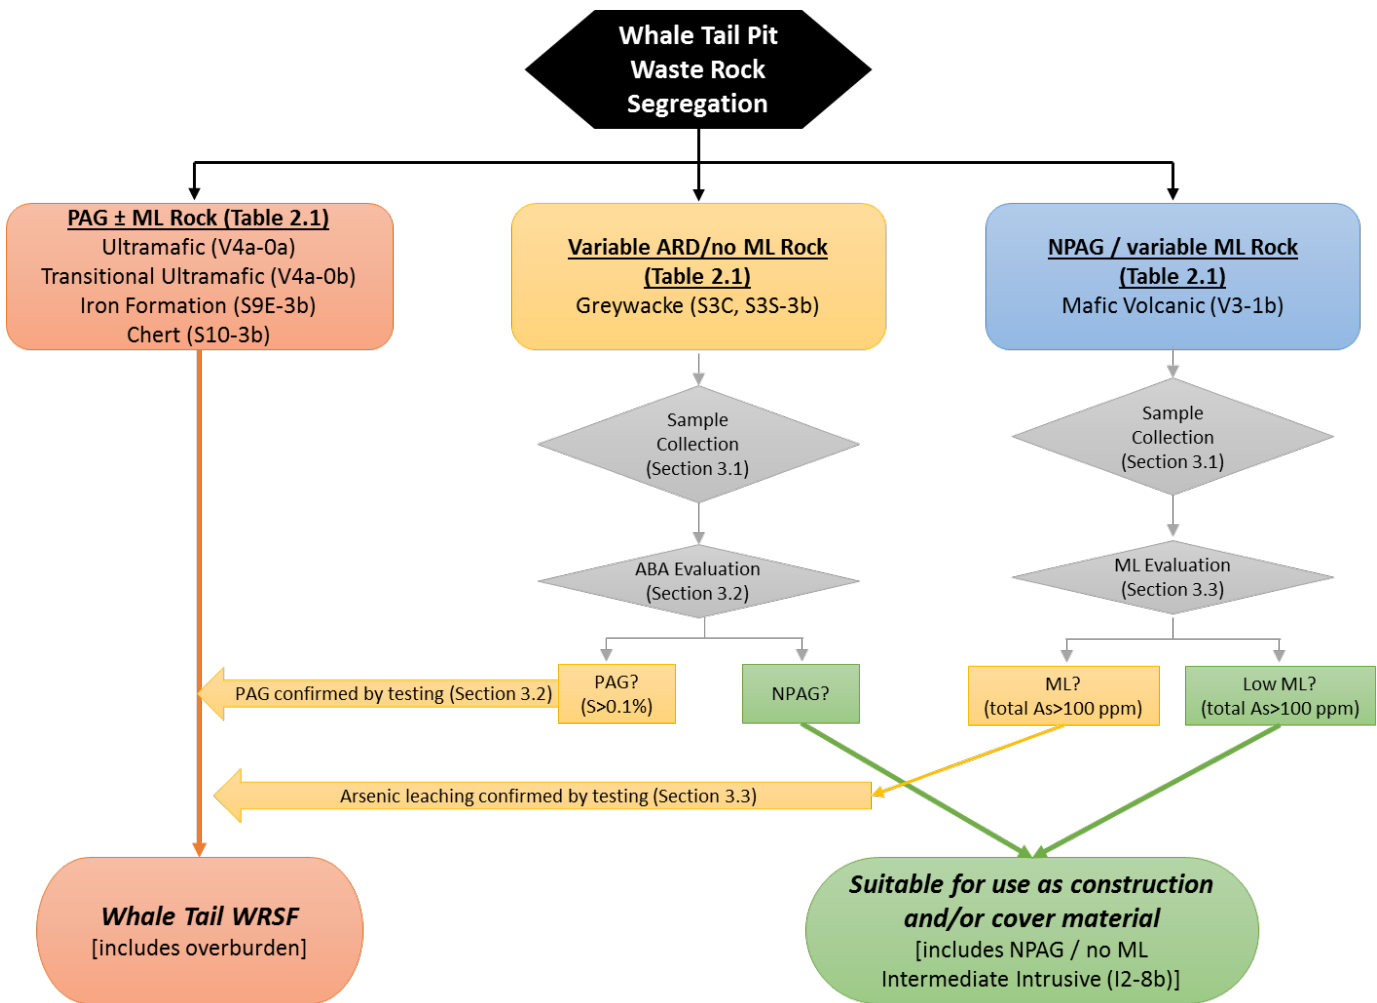 Whale Tail Pit
Waste Rock
Segregation
PAG ± ML Rock (Table 2.1)
Ultramafic (V4a-0a)
Transitional Ultramafic (V4a-0b)
Iron Formation (S9E-3b)
Chert (S10-3b)
Variable ARD/no ML Rock
(Table 2.1)
Greywacke (S3C, S3S-3b)
NPAG / variable ML Rock
(Table 2.1)
Mafic Volcanic (V3-1b)
Sample
Collection
(Section 3.1)
Sample
Collection
(Section 3.1)
ABA Evaluation
(Section 3.2)
ML Evaluation
(Section 3.3)
PAG confirmed by testing (Section 3.2)
PAG?
(S>0.1%)
NPAG?
ML?
(total As>100 ppm)
Low ML?
(total As>100 ppm)
Arsenic leaching confirmed by testing (Section 3.3)
Whale Tail WRSF
[includes overburden]
Suitable for use as construction
and/or cover material
[includes NPAG / no ML
Intermediate Intrusive (I2-8b)]